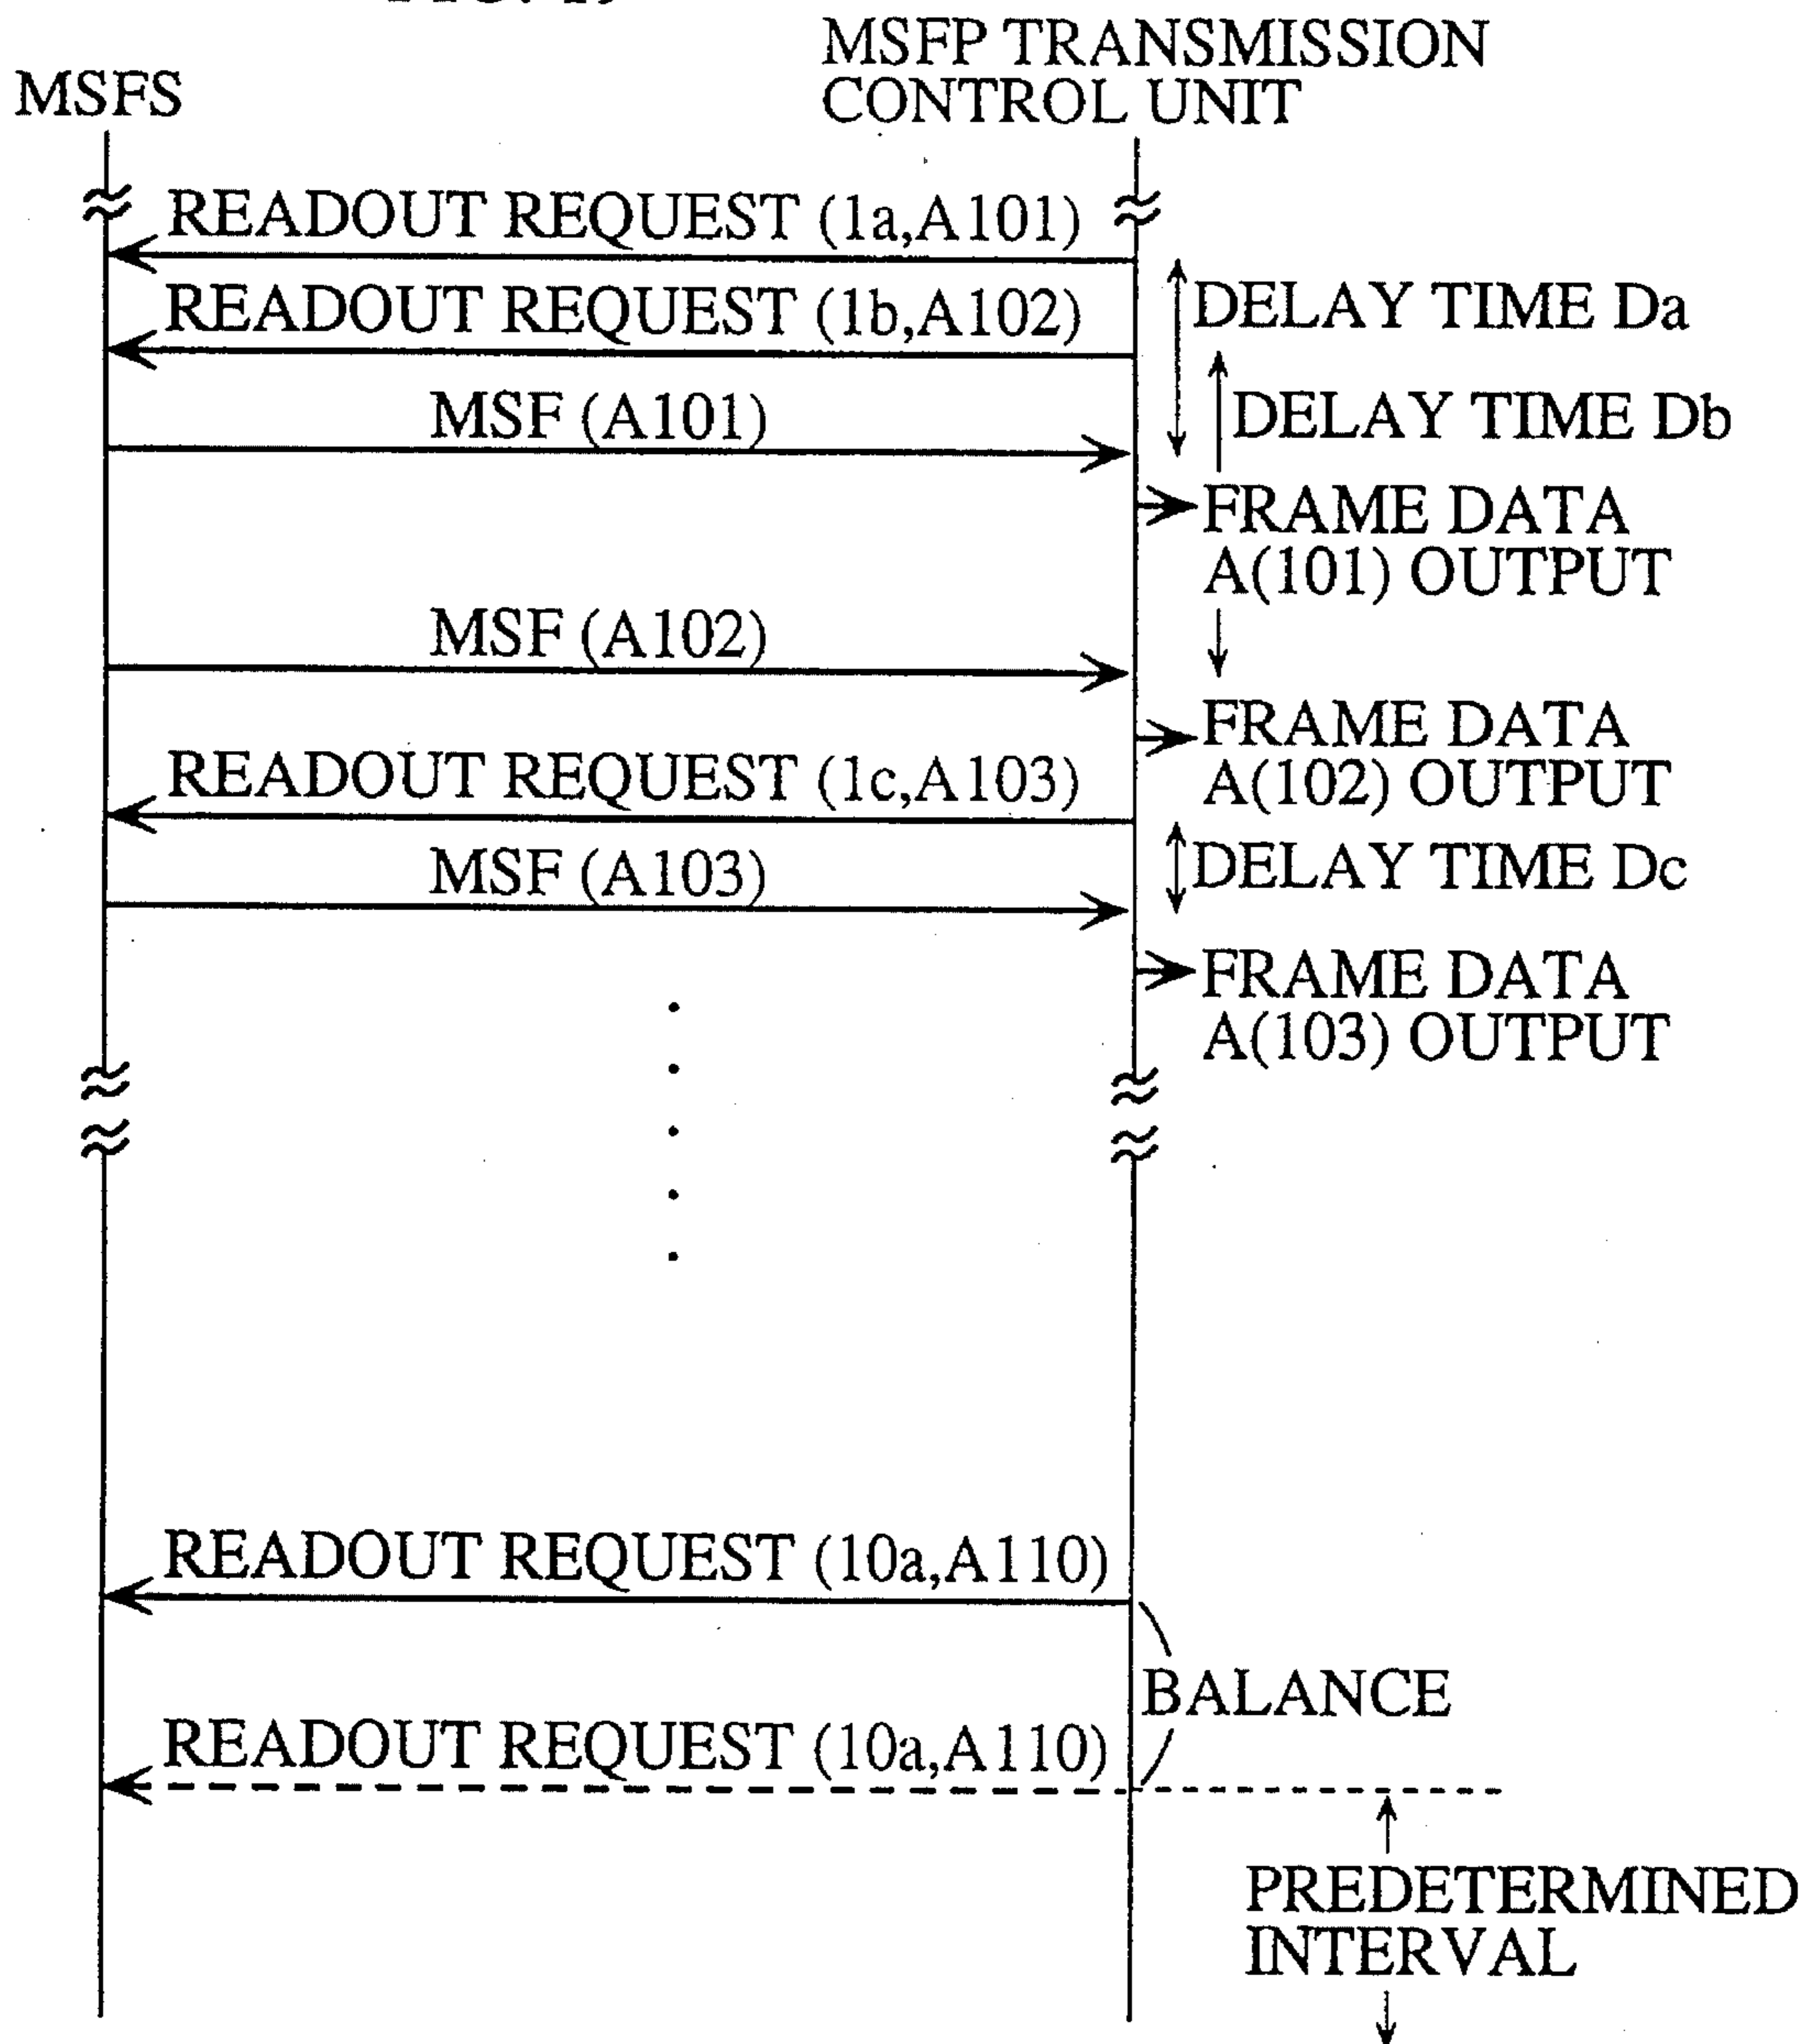 MSFS
MSFP TRANSMISSION
CONTROL UNIT
READOUT REQUEST (1a,A101)
READOUT REQUEST (1b,A102)
DELAY TIME Da
MSF (A101)
DELAY TIME Db
FRAME DATA
A(101) OUTPUT
MSF (A102)
FRAME DATA
A(102) OUTPUT
READOUT REQUEST (1c,A103)
MSF (A103)
DELAY TIME Dc
FRAME DATA
A(103) OUTPUT
READOUT REQUEST (10a,A110)
BALANCE
READOUT REQUEST (10a,A110)
PREDETERMINED
INTERVAL